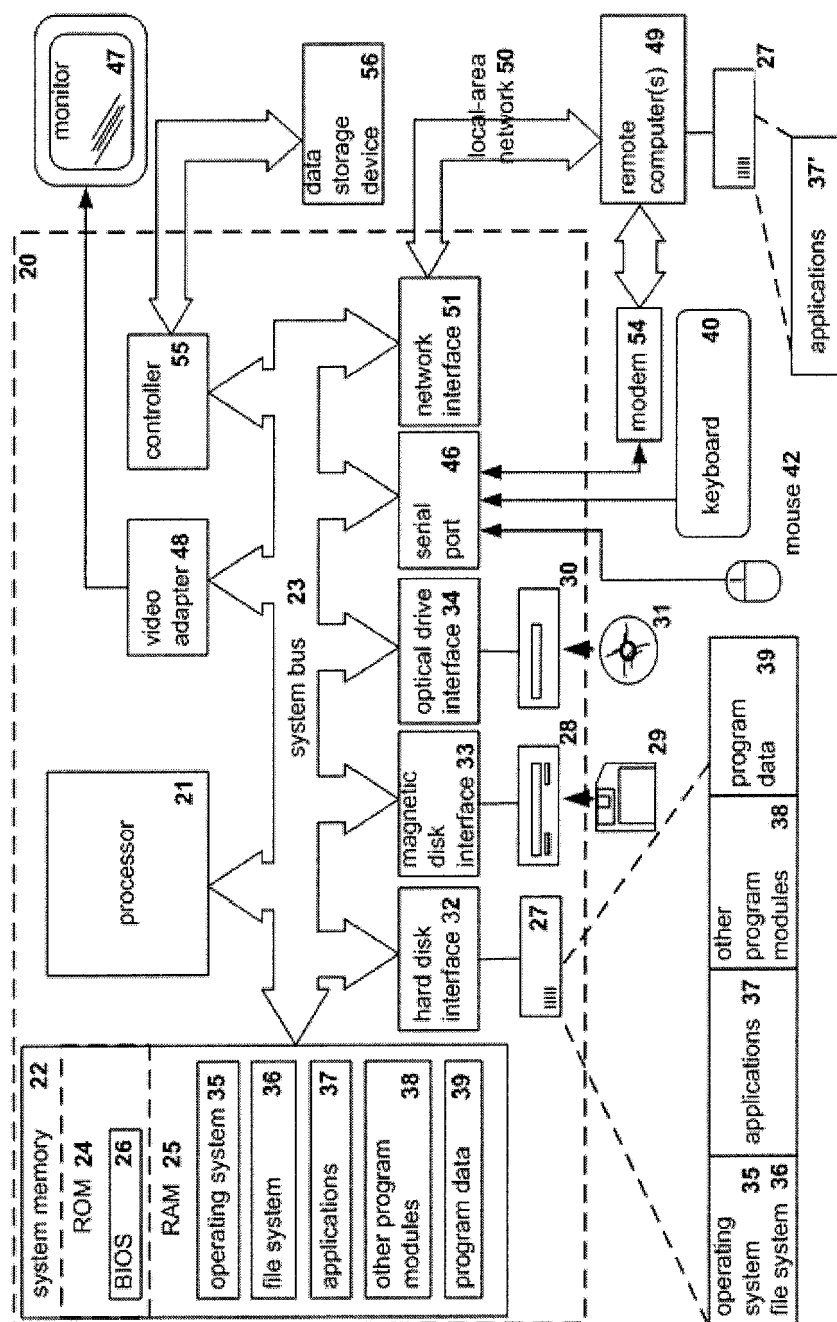 system memory 22
ROM 24
BIOS 26
RAM 25
operating system 35
file system 36
applications 37
other program
modules 38
program data 39
20
processor
21
video
adapter 48
controller
55
monitor
47
system bus 23
data
storage
device 56
hard disk
interface 32
magnetic
disk
interface 33
optical drive
interface 34
serial
port 46
network
interface 51
local-area
network 50
27
28
30
29
31
modem 54
remote
computer(s) 49
27
keyboard 40
mouse 42
applications 37'
operating
system 35
file system 36
applications 37
other
program
modules 38
program
data 39